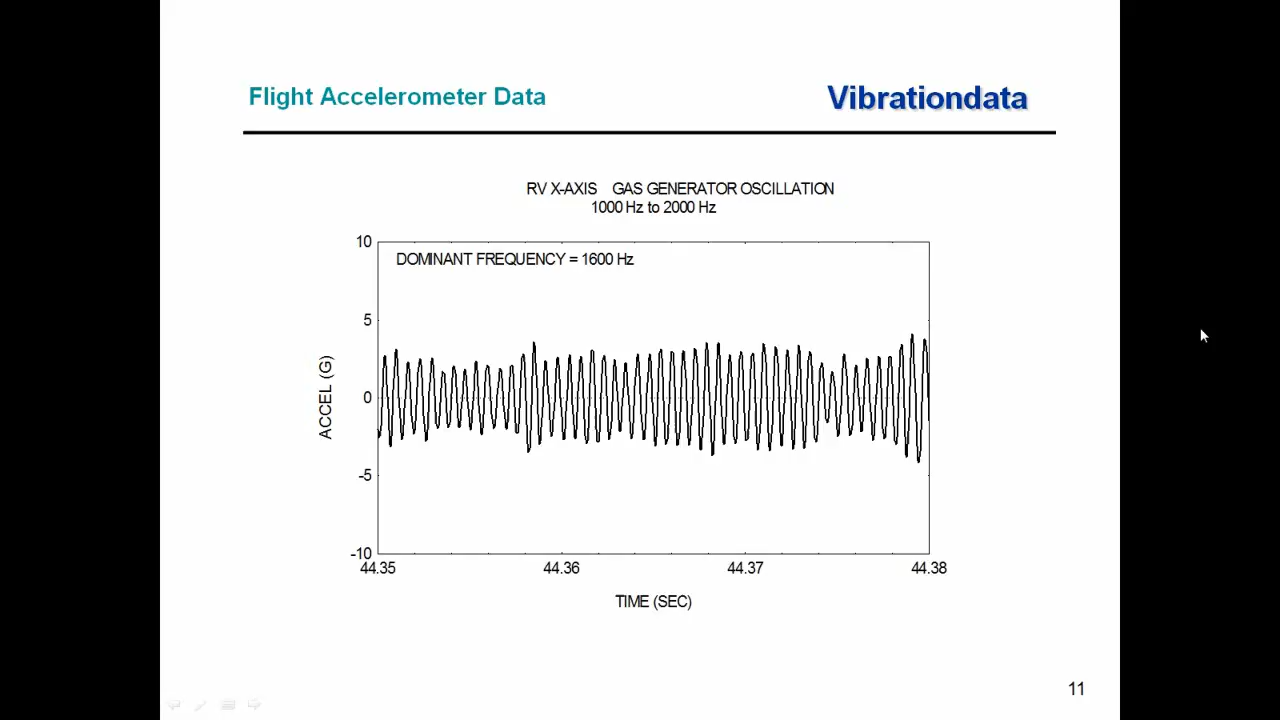 Flight Accelerometer Data
Vibrationdata
RV X-AXIS GAS GENERATOR OSCILLATION
1000 Hz to 2000 Hz
DOMINANT FREQUENCY = 1600 Hz
10
5
0
-5
-10
ACCEL (G)
44.35 44.36 44.37 44.38
TIME (SEC)
11